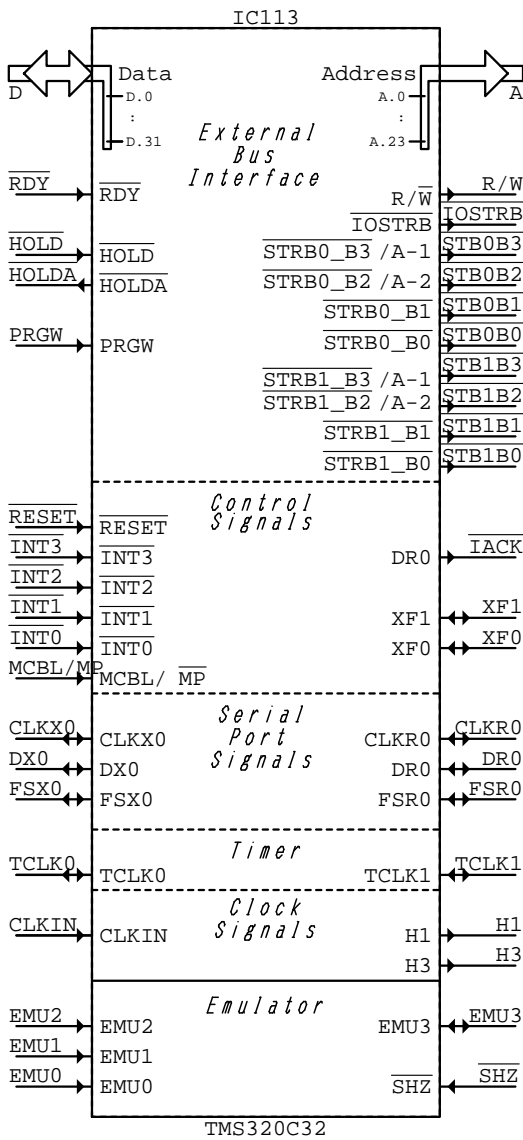 IC113
Data Address
D A
D.0 A.0
: :
D.31 A.23
External
Bus
Interface
RDY RDY
R/W R/W
IOSTRB IOSTRB
HOLD HOLD STRB0_B3 /A-1 STB0B3
HOLDA HOLDA STRB0_B2 /A-2 STB0B2
STRB0_B1 STB0B1
PRGW PRGW STRB0_B0 STB0B0
STRB1_B3 /A-1 STB1B3
STRB1_B2 /A-2 STB1B2
STRB1_B1 STB1B1
STRB1_B0 STB1B0
Control
Signals
RESET RESET
INT3 INT3 DR0 IACK
INT2 INT2
INT1 INT1 XF1 XF1
INT0 INT0 XF0 XF0
MCBL/MP MCBL/ MP
Serial
Port
Signals
CLKX0 CLKX0 CLKR0 CLKR0
DX0 DX0 DR0 DR0
FSX0 FSX0 FSR0 FSR0
Timer
TCLK0 TCLK0 TCLK1 TCLK1
Clock
Signals
CLKIN CLKIN H1 H1
H3 H3
Emulator
EMU2 EMU2 EMU3 EMU3
EMU1 EMU1
EMU0 EMU0 SHZ SHZ
TMS320C32